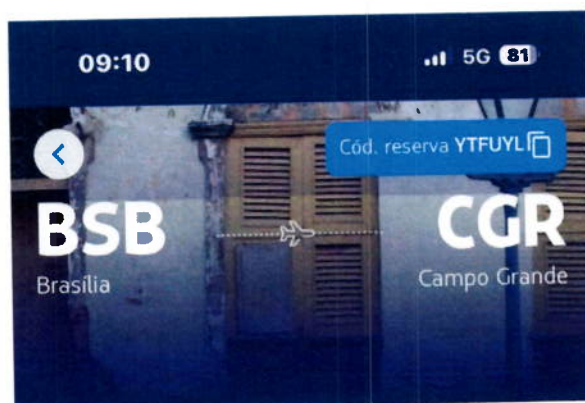 09:10 5G 81
Cód. reserva YTFUYL
BSB CGR
Brasília Campo Grande